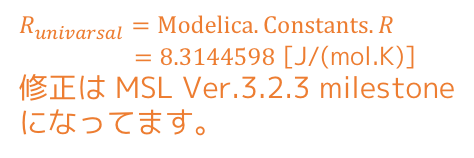 R_univarsal = Modelica.Constants.R
= 8.3144598 [J/(mol.K)]
修正は MSL Ver.3.2.3 milestone
になってます。